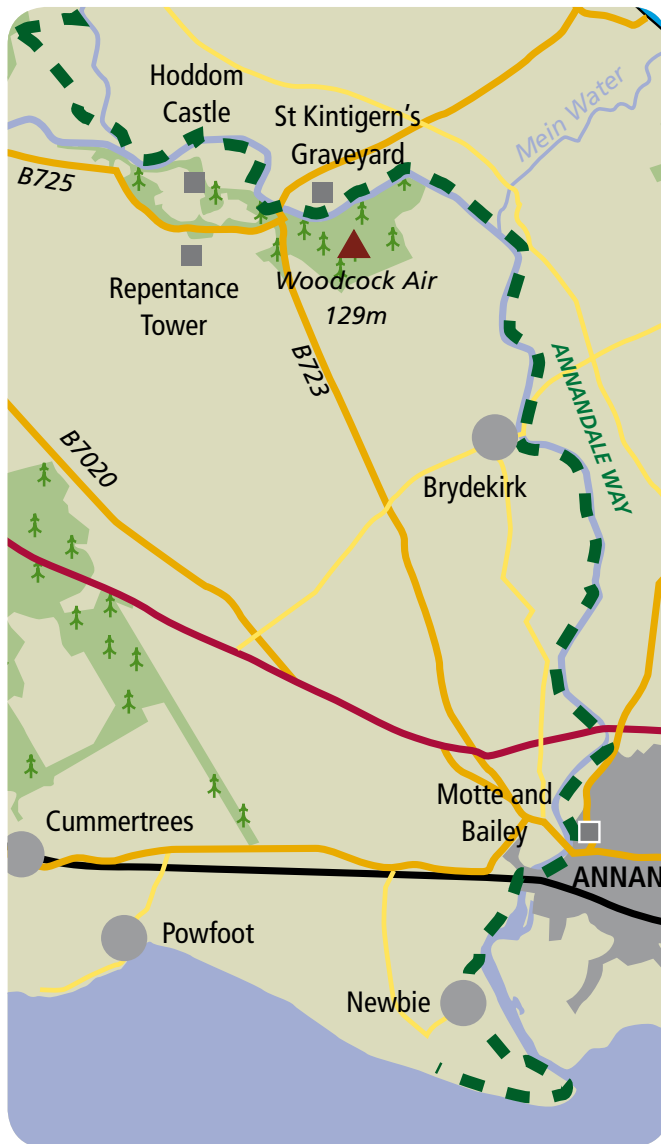 Hoddom
Castle
St Kintigern's
Graveyard
Mein Water
B725
Repentance
Tower
Woodcock Air
129m
B723
ANNANDALE WAY
B7020
Brydekirk
Motte and
Bailey
Cummertrees
ANNAN
Powfoot
Newbie